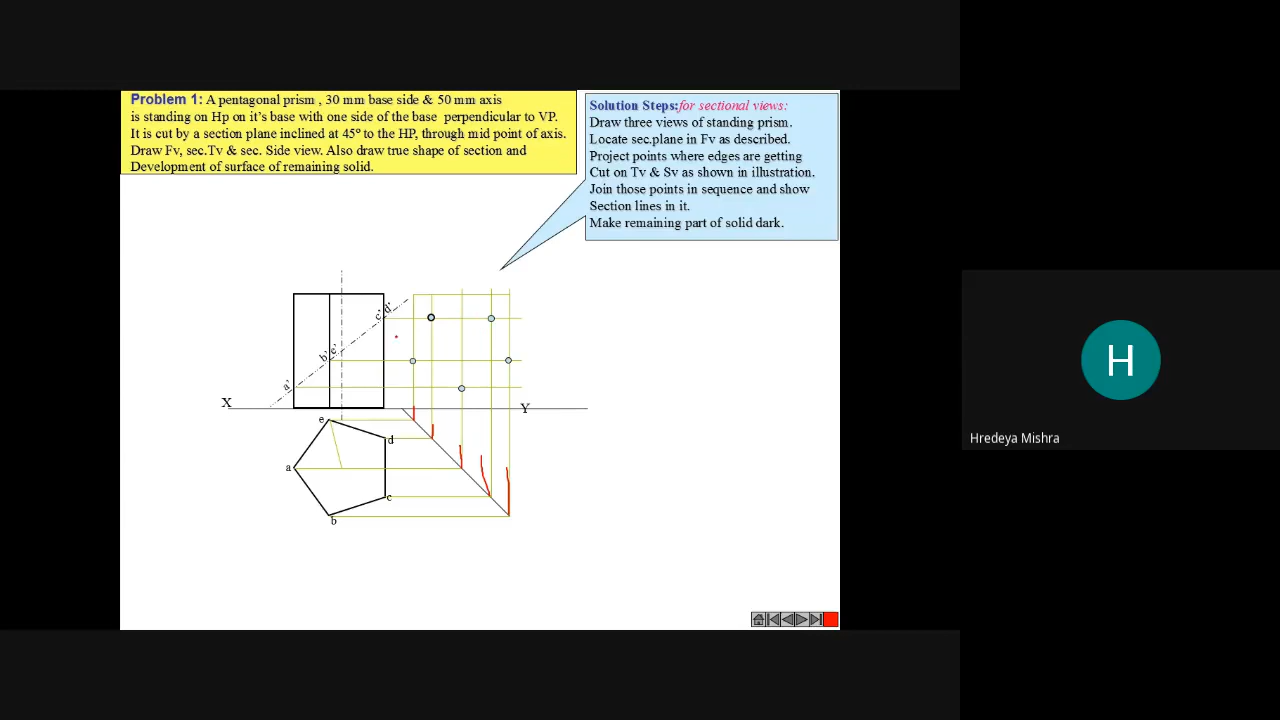 Problem 1: A pentagonal prism , 30 mm base side & 50 mm axis
is standing on Hp on it's base with one side of the base perpendicular to VP.
It is cut by a section plane inclined at 45º to the HP, through mid point of axis.
Draw Fv, sec.Tv & sec. Side view. Also draw true shape of section and
Development of surface of remaining solid.
Solution Steps:for sectional views:
Draw three views of standing prism.
Locate sec.plane in Fv as described.
Project points where edges are getting
Cut on Tv & Sv as shown in illustration.
Join those points in sequence and show
Section lines in it.
Make remaining part of solid dark.
c' d'
b' e'
a'
X
Y
e
d
a
c
b
H
Hredeya Mishra